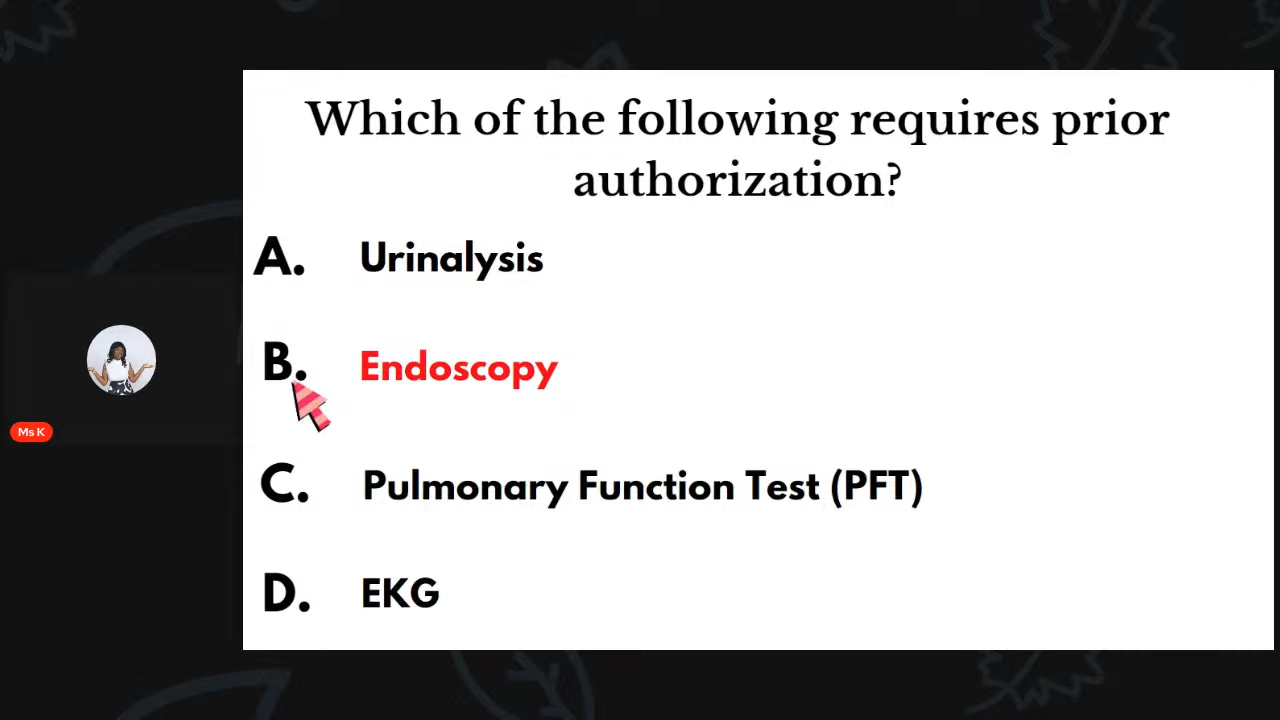 Which of the following requires prior
authorization?
A. Urinalysis
B. Endoscopy
C. Pulmonary Function Test (PFT)
D. EKG
Ms K